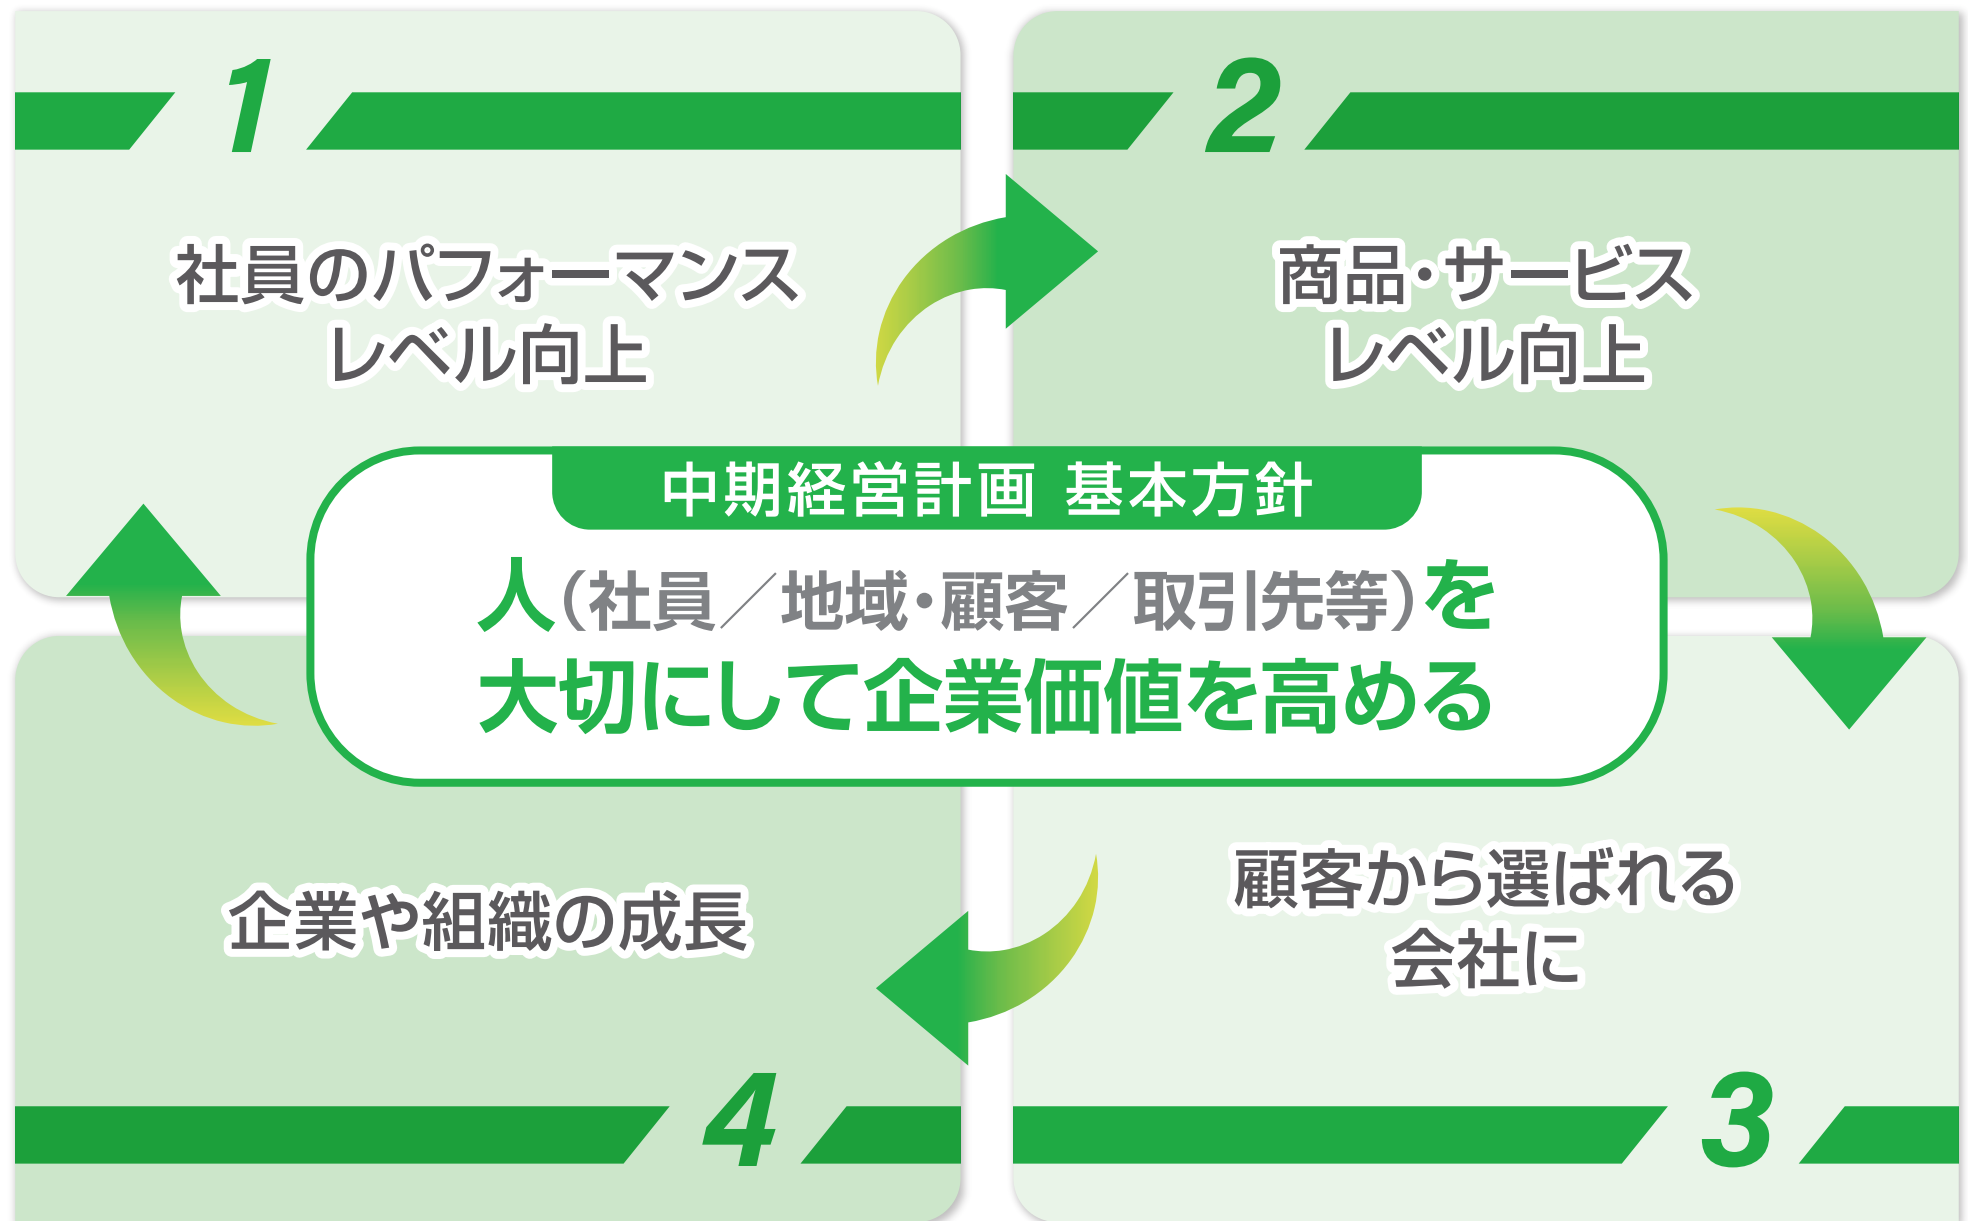 1
社員のパフォーマンス
レベル向上
2
商品・サービス
レベル向上
中期経営計画 基本方針
人（社員／地域・顧客／取引先等）を
大切にして企業価値を高める
顧客から選ばれる
会社に
3
企業や組織の成長
4